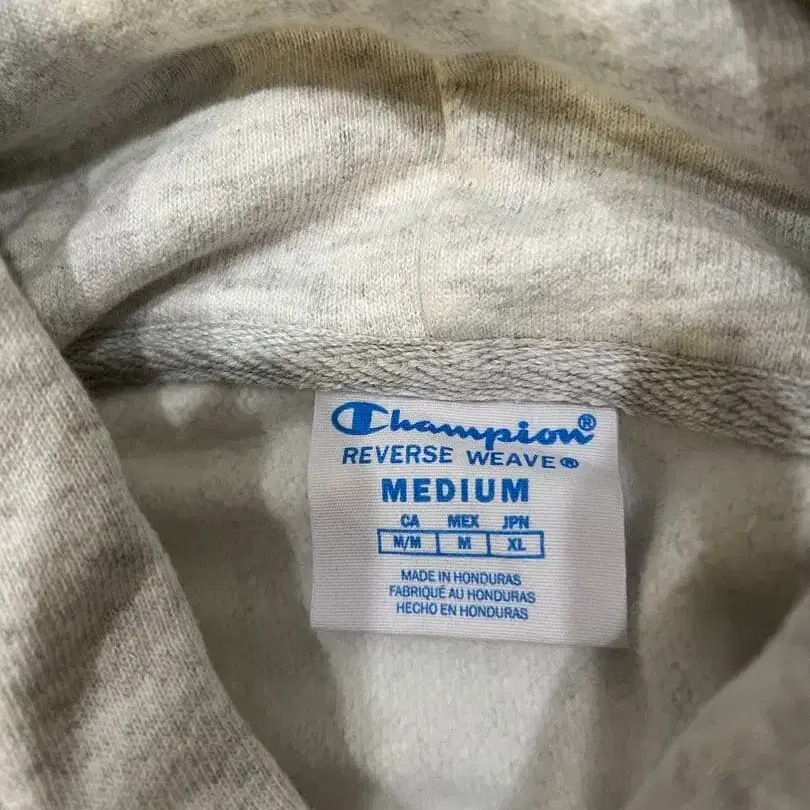 Champion®
REVERSE WEAVE®
MEDIUM
CA MEX JPN
M/M M XL
MADE IN HONDURAS
FABRIQUÉ AU HONDURAS
HECHO EN HONDURAS